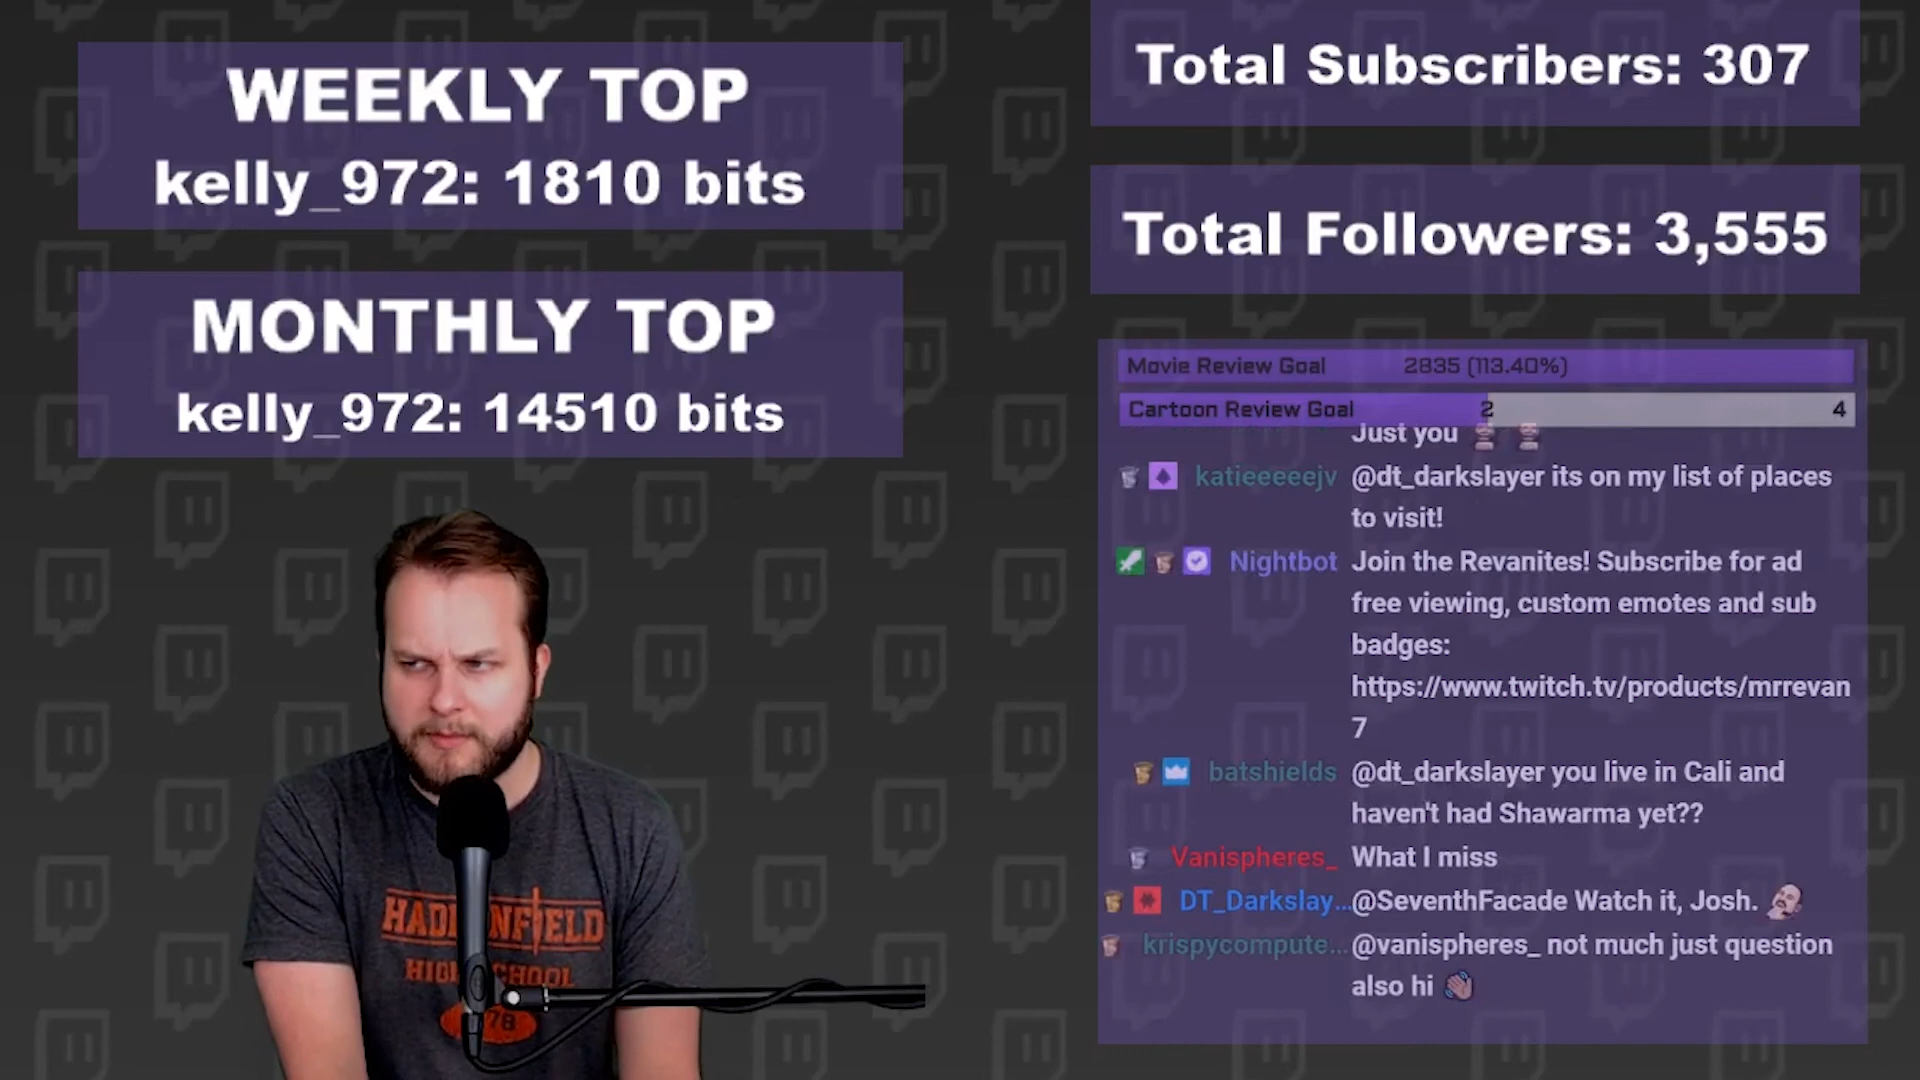 WEEKLY TOP
kelly_972: 1810 bits
MONTHLY TOP
kelly_972: 14510 bits
Total Subscribers: 307
Total Followers: 3,555
Movie Review Goal 2835 (113.40%)
Cartoon Review Goal 2 4
Just you
katieeeeejv @dt_darkslayer its on my list of places
to visit!
Nightbot Join the Revanites! Subscribe for ad
free viewing, custom emotes and sub
badges:
https://www.twitch.tv/products/mrrevan
7
batshields @dt_darkslayer you live in Cali and
haven't had Shawarma yet??
Vanispheres_ What I miss
DT_Darkslay... @SeventhFacade Watch it, Josh.
krispycompute... @vanispheres_ not much just question
also hi
78